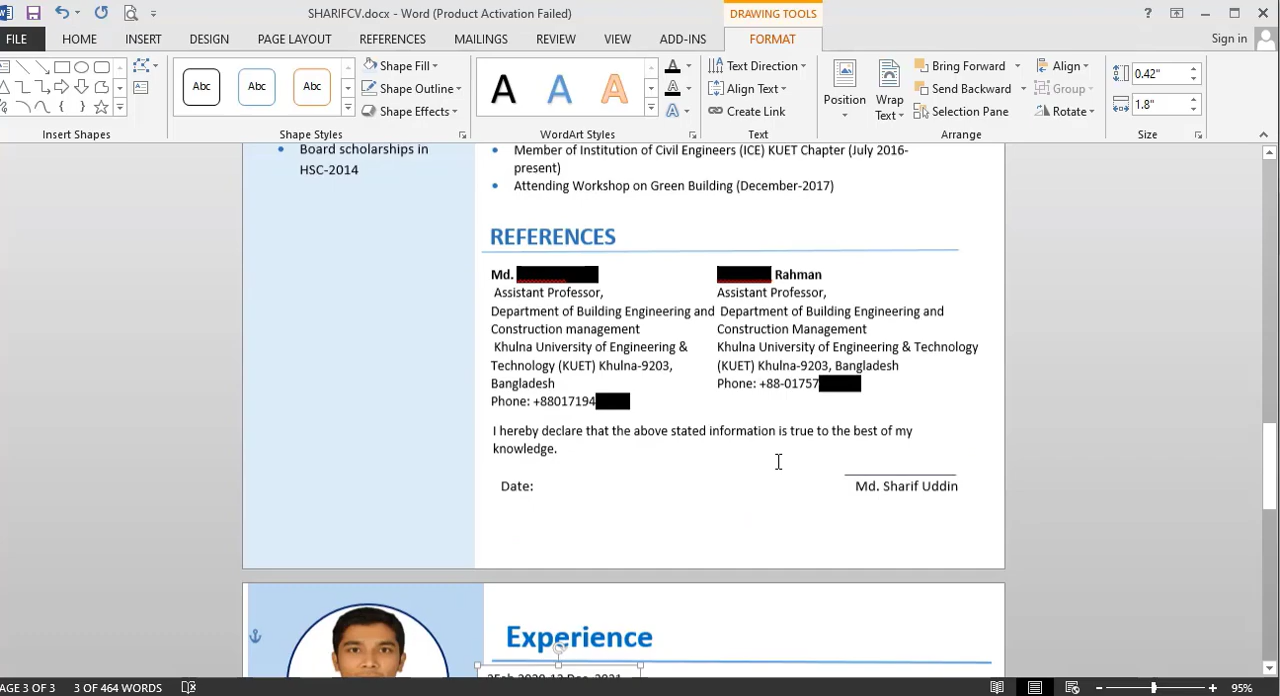 SHARIFCV.docx - Word (Product Activation Failed)
DRAWING TOOLS
FILE HOME INSERT DESIGN PAGE LAYOUT REFERENCES MAILINGS REVIEW VIEW ADD-INS FORMAT
Sign in
Abc Abc Abc
Shape Fill
Shape Outline
Shape Effects
A A A
A
A
A
Text Direction
Align Text
Create Link
Position
Wrap
Text
Bring Forward
Send Backward
Selection Pane
Align
Group
Rotate
0.42"
1.8"
Insert Shapes
Shape Styles
WordArt Styles
Text
Arrange
Size
• Board scholarships in
HSC-2014
• Member of Institution of Civil Engineers (ICE) KUET Chapter (July 2016-
present)
• Attending Workshop on Green Building (December-2017)
REFERENCES
Md.
Assistant Professor,
Department of Building Engineering and
Construction management
Khulna University of Engineering &
Technology (KUET) Khulna-9203,
Bangladesh
Phone: +88017194
Rahman
Assistant Professor,
Department of Building Engineering and
Construction Management
Khulna University of Engineering & Technology
(KUET) Khulna-9203, Bangladesh
Phone: +88-01757
I hereby declare that the above stated information is true to the best of my
knowledge.
Date:
Md. Sharif Uddin
Experience
AGE 3 OF 3 3 OF 464 WORDS
95%